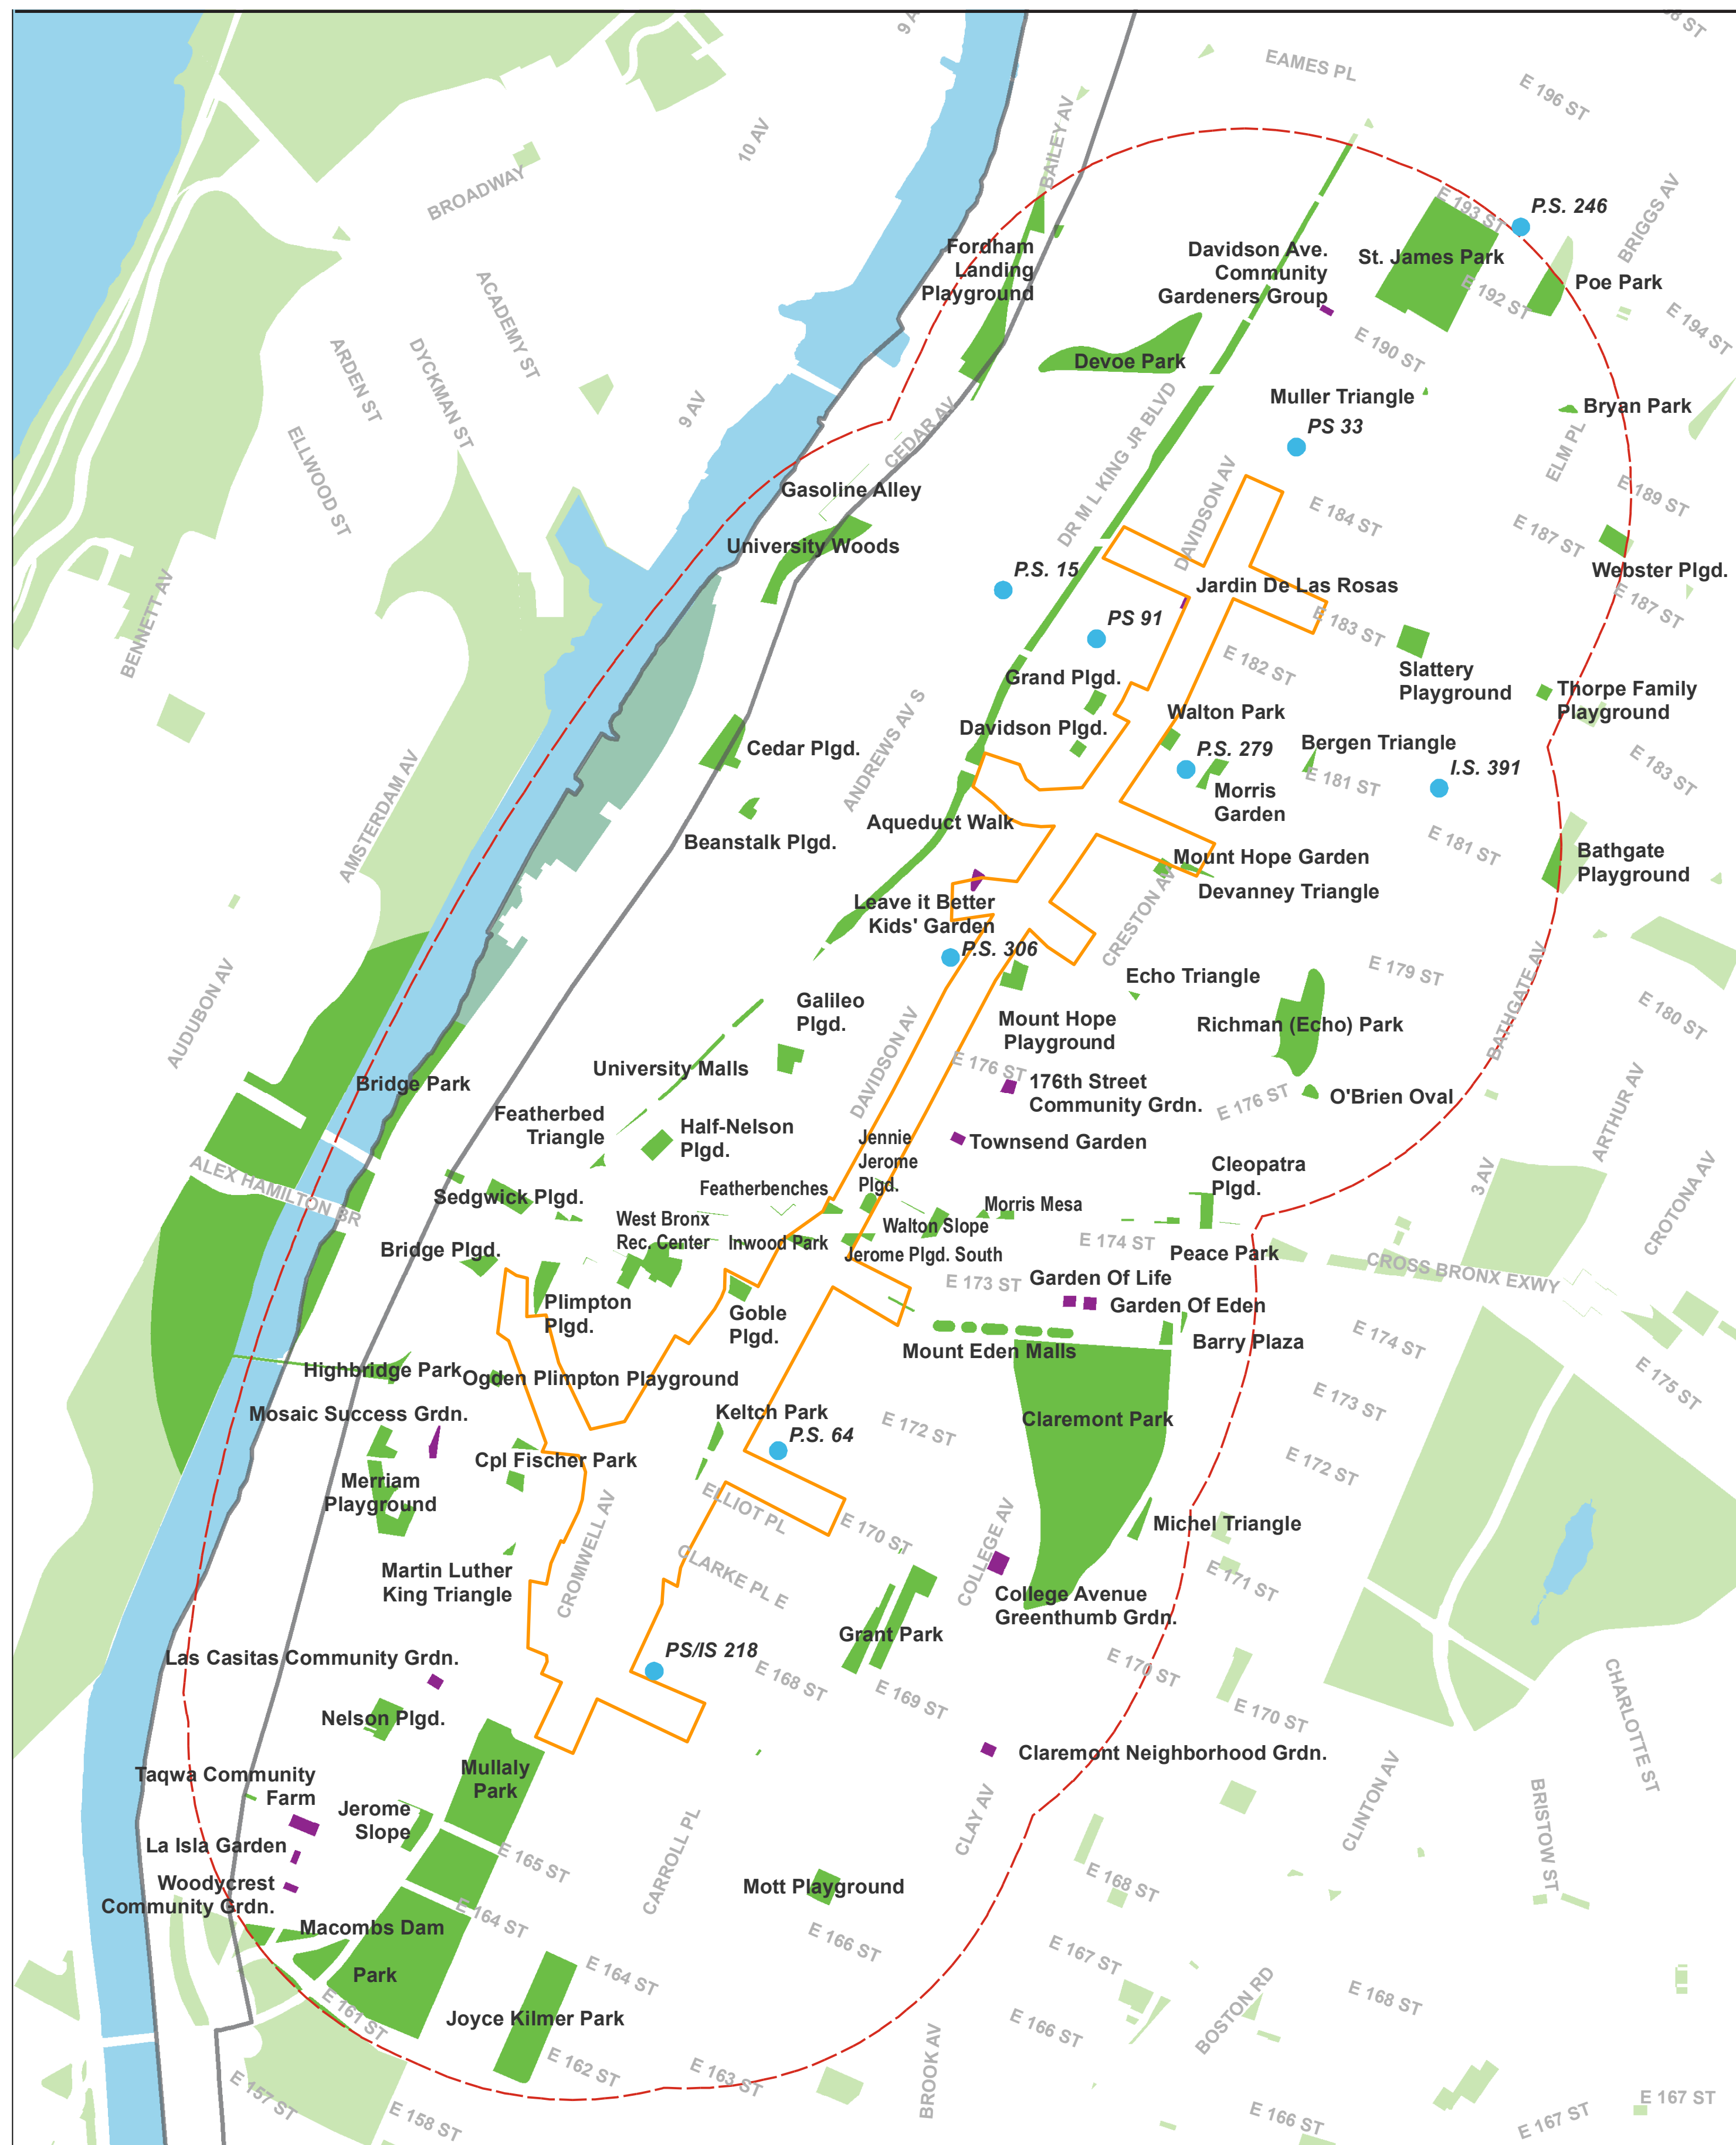 9 A
58 ST
EAMES PL
E 196 ST
10 AV
BAILEY AV
BROADWAY
P.S. 246
E 193 ST
BRIGGS AV
Fordham
Landing
Playground
Davidson Ave.
Community
Gardeners Group
St. James Park
Poe Park
E 192 ST
ACADEMY ST
E 194 ST
ARDEN ST
DYCKMAN ST
E 190 ST
Devoe Park
9 AV
Muller Triangle
Bryan Park
CEDAR AV
PS 33
DR M L KING JR BLVD
ELM PL
ELLWOOD ST
Gasoline Alley
DAVIDSON AV
E 189 ST
E 184 ST
E 187 ST
University Woods
P.S. 15
Webster Plgd.
Jardin De Las Rosas
BENNETT AV
E 187 ST
PS 91
E 183 ST
E 182 ST
Grand Plgd.
Slattery
Playground
Thorpe Family
Playground
Walton Park
Davidson Plgd.
ANDREWS AV S
Cedar Plgd.
P.S. 279
Bergen Triangle
E 183 ST
I.S. 391
E 181 ST
Morris
Garden
AMSTERDAM AV
Aqueduct Walk
Beanstalk Plgd.
E 181 ST
Bathgate
Playground
Mount Hope Garden
Devanney Triangle
Leave it Better
Kids' Garden
CRESTON AV
P.S. 306
Echo Triangle
E 179 ST
BATHGATE AV
AUDUBON AV
Galileo
Plgd.
Mount Hope
Playground
Richman (Echo) Park
E 180 ST
DAVIDSON AV
University Malls
E 176 ST
176th Street
Community Grdn.
Bridge Park
E 176 ST
O'Brien Oval
ARTHUR AV
Featherbed
Triangle
Half-Nelson
Plgd.
Jennie
Jerome
Plgd.
Townsend Garden
Cleopatra
Plgd.
3 AV
ALEX HAMILTON BR
Sedgwick Plgd.
Featherbenches
Morris Mesa
CROTONA AV
West Bronx
Rec. Center
Walton Slope
Inwood Park
Jerome Plgd. South
E 174 ST
Peace Park
Bridge Plgd.
CROSS BRONX EXWY
E 173 ST
Garden Of Life
Garden Of Eden
Plimpton
Plgd.
Goble
Plgd.
Barry Plaza
E 174 ST
Mount Eden Malls
Highbridge Park
Ogden Plimpton Playground
E 175 ST
E 173 ST
Mosaic Success Grdn.
Keltch Park
P.S. 64
E 172 ST
Claremont Park
Cpl Fischer Park
E 172 ST
Merriam
Playground
ELLIOT PL
E 170 ST
Michel Triangle
COLLEGE AV
CROMWELL AV
CLARKE PL E
Martin Luther
King Triangle
E 171 ST
College Avenue
Greenthumb Grdn.
Grant Park
PS/IS 218
Las Casitas Community Grdn.
E 168 ST
E 170 ST
E 169 ST
CHARLOTTE ST
E 170 ST
Nelson Plgd.
Claremont Neighborhood Grdn.
Mullaly
Park
Taqwa Community
Farm
Jerome
Slope
CLINTON AV
BRISTOW ST
La Isla Garden
E 165 ST
CARROLL PL
CLAY AV
Woodycrest
Community Grdn.
Mott Playground
E 168 ST
E 164 ST
Macombs Dam
Park
E 166 ST
E 167 ST
E 164 ST
E 168 ST
BOSTON RD
E 161 ST
Joyce Kilmer Park
E 166 ST
E 162 ST
E 163 ST
BROOK AV
E 157 ST
E 158 ST
E 166 ST
E 167 ST
E 167 ST